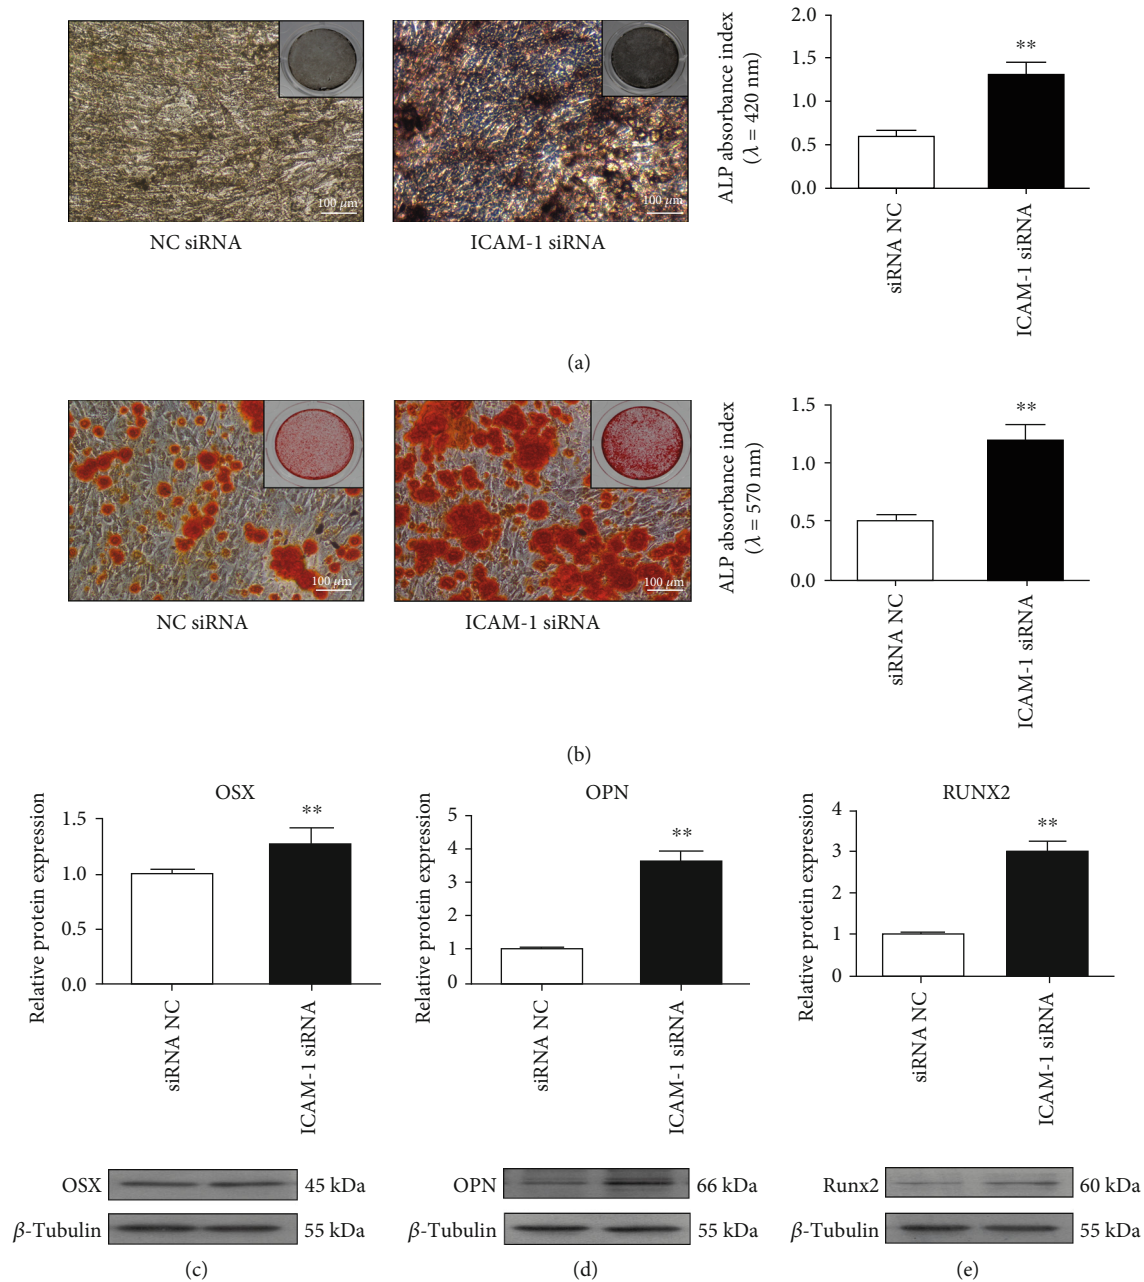 100 μm
NC siRNA
100 μm
ICAM-1 siRNA
ALP absorbance index
(λ = 420 nm)
2.0
1.5
1.0
0.5
0.0
**
siRNA NC
ICAM-1 siRNA
(a)
100 μm
NC siRNA
100 μm
ICAM-1 siRNA
ALP absorbance index
(λ = 570 nm)
1.5
1.0
0.5
0.0
**
siRNA NC
ICAM-1 siRNA
(b)
OSX
Relative protein expression
1.5
1.0
0.5
0.0
**
siRNA NC
ICAM-1 siRNA
OSX
45 kDa
β-Tubulin
55 kDa
(c)
OPN
Relative protein expression
5
4
3
2
1
0
**
siRNA NC
ICAM-1 siRNA
OPN
66 kDa
β-Tubulin
55 kDa
(d)
RUNX2
Relative protein expression
4
3
2
1
0
**
siRNA NC
ICAM-1 siRNA
Runx2
60 kDa
β-Tubulin
55 kDa
(e)